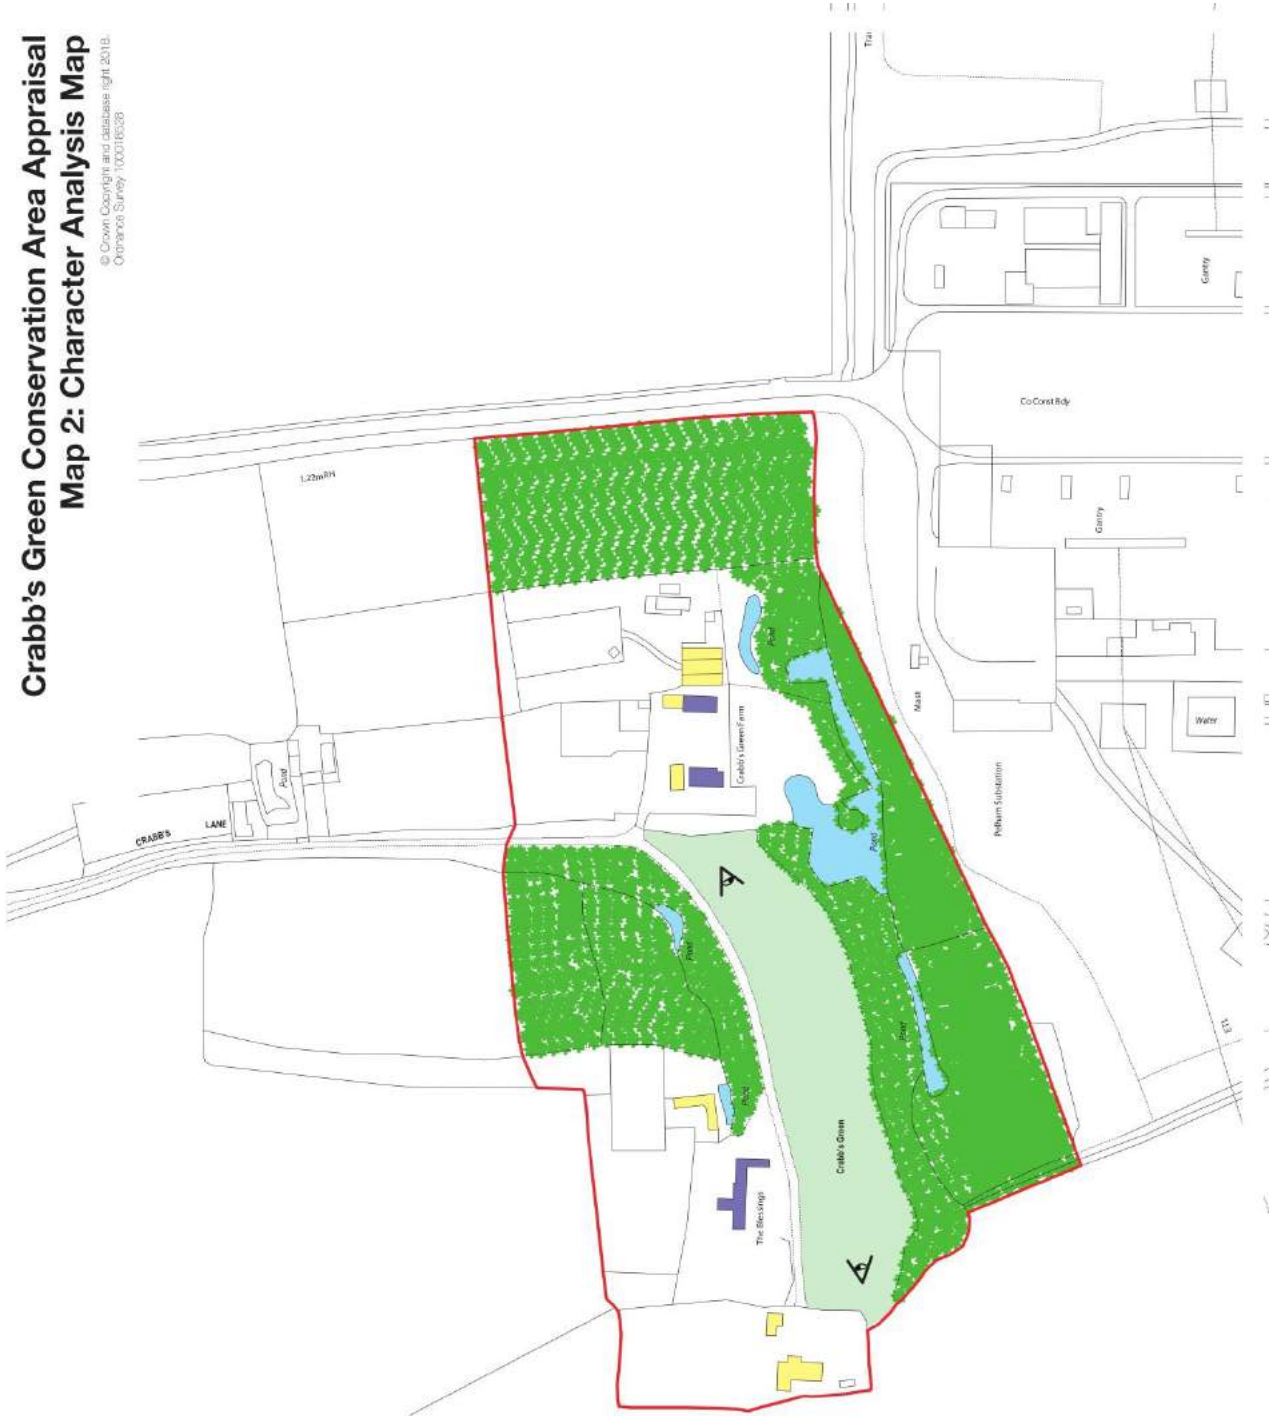 Crabb's Green Conservation Area Appraisal
Map 2: Character Analysis Map
© Crown Copyright and database right 2018.
Ordnance Survey 100018528
1.22mRH
Gantry
Co Const Bdy
Gantry
Pond
Mast
Water
Crabb's Green Farm
Pond
CRABB'S LANE
Pond
Pelham Substation
Pond
Pond
Pond
Crabb's Green
The Blessings